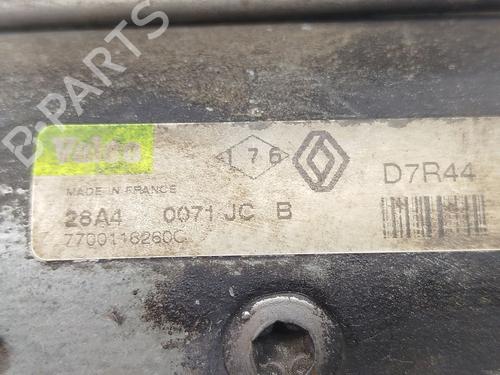 B-PARTS
Valeo
176
D7R44
MADE IN FRANCE
28A4 0071 JC B
7700116260C